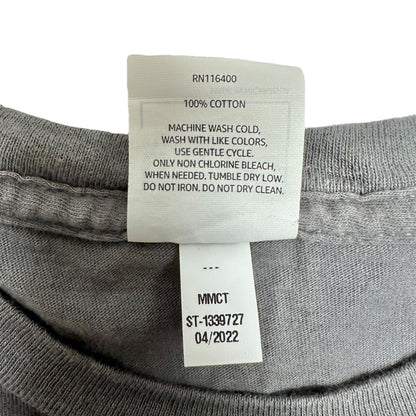 RN116400
100% COTTON
MACHINE WASH COLD,
WASH WITH LIKE COLORS,
USE GENTLE CYCLE.
ONLY NON CHLORINE BLEACH,
WHEN NEEDED. TUMBLE DRY LOW.
DO NOT IRON. DO NOT DRY CLEAN.
---
MMCT
ST-1339727
04/2022